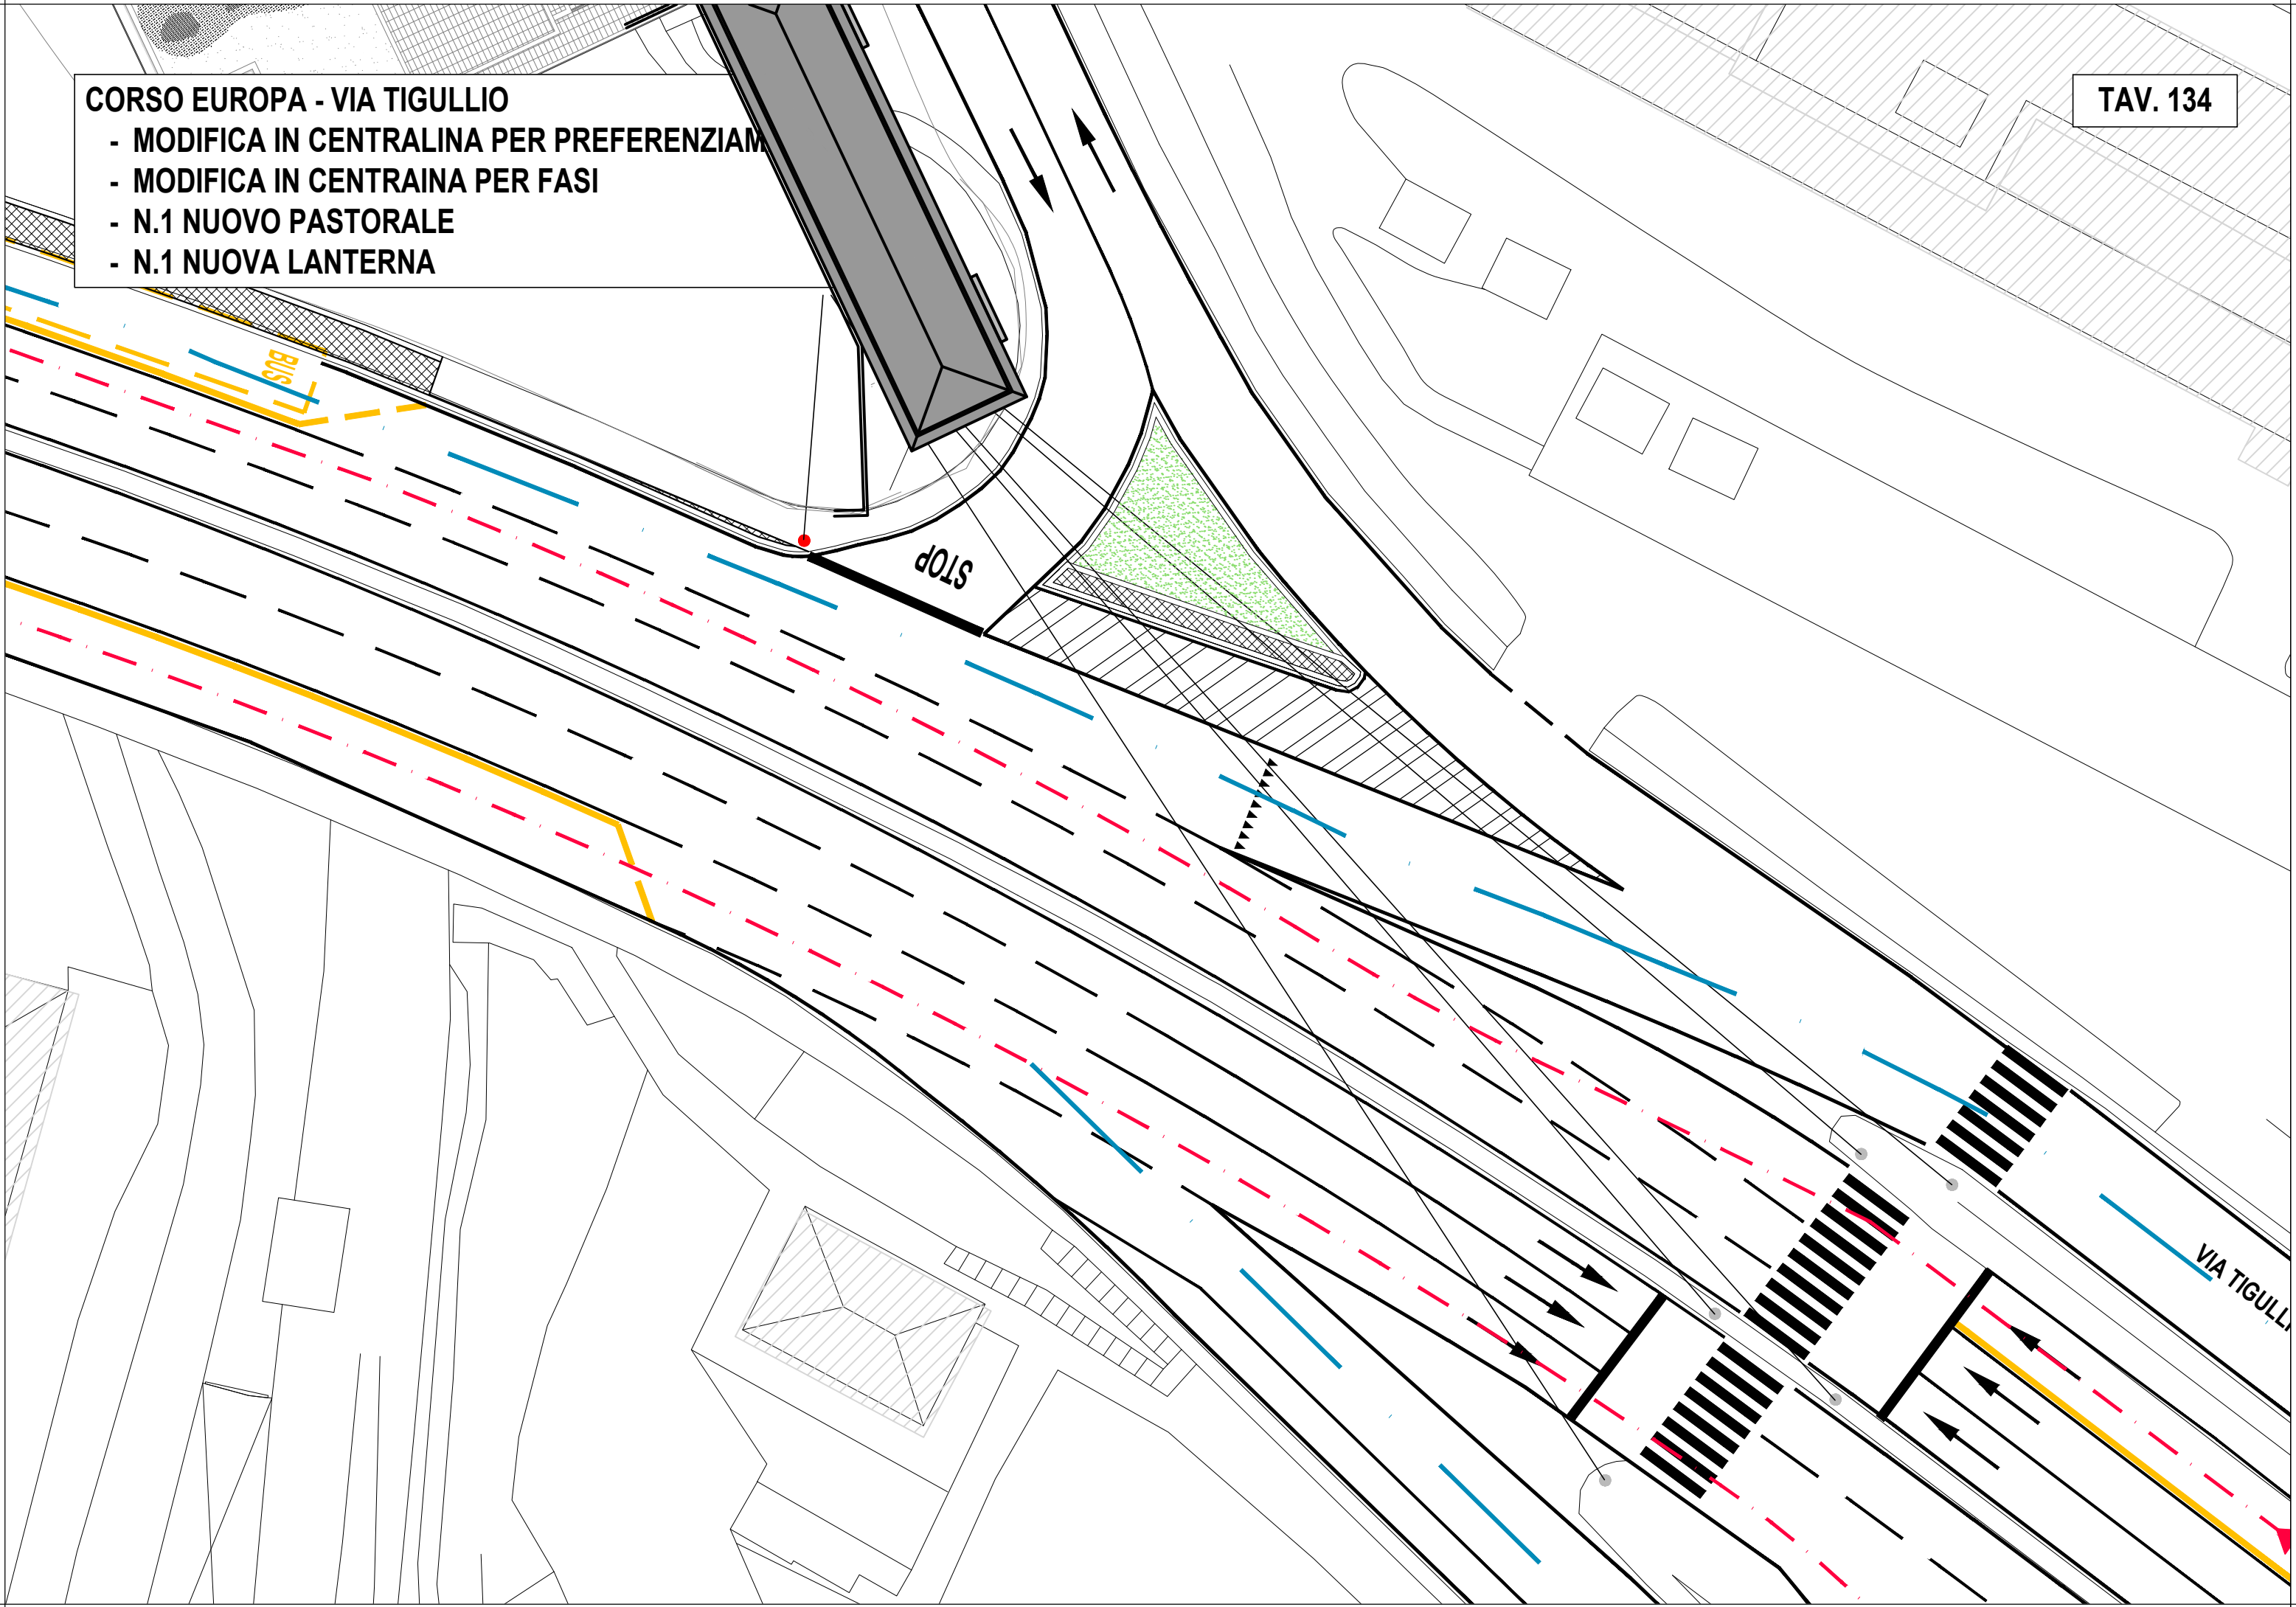 CORSO EUROPA - VIA TIGULLIO
- MODIFICA IN CENTRALINA PER PREFERENZIAM
- MODIFICA IN CENTRAINA PER FASI
- N.1 NUOVO PASTORALE
- N.1 NUOVA LANTERNA
TAV. 134
BUS
STOP
VIA TIGULLI